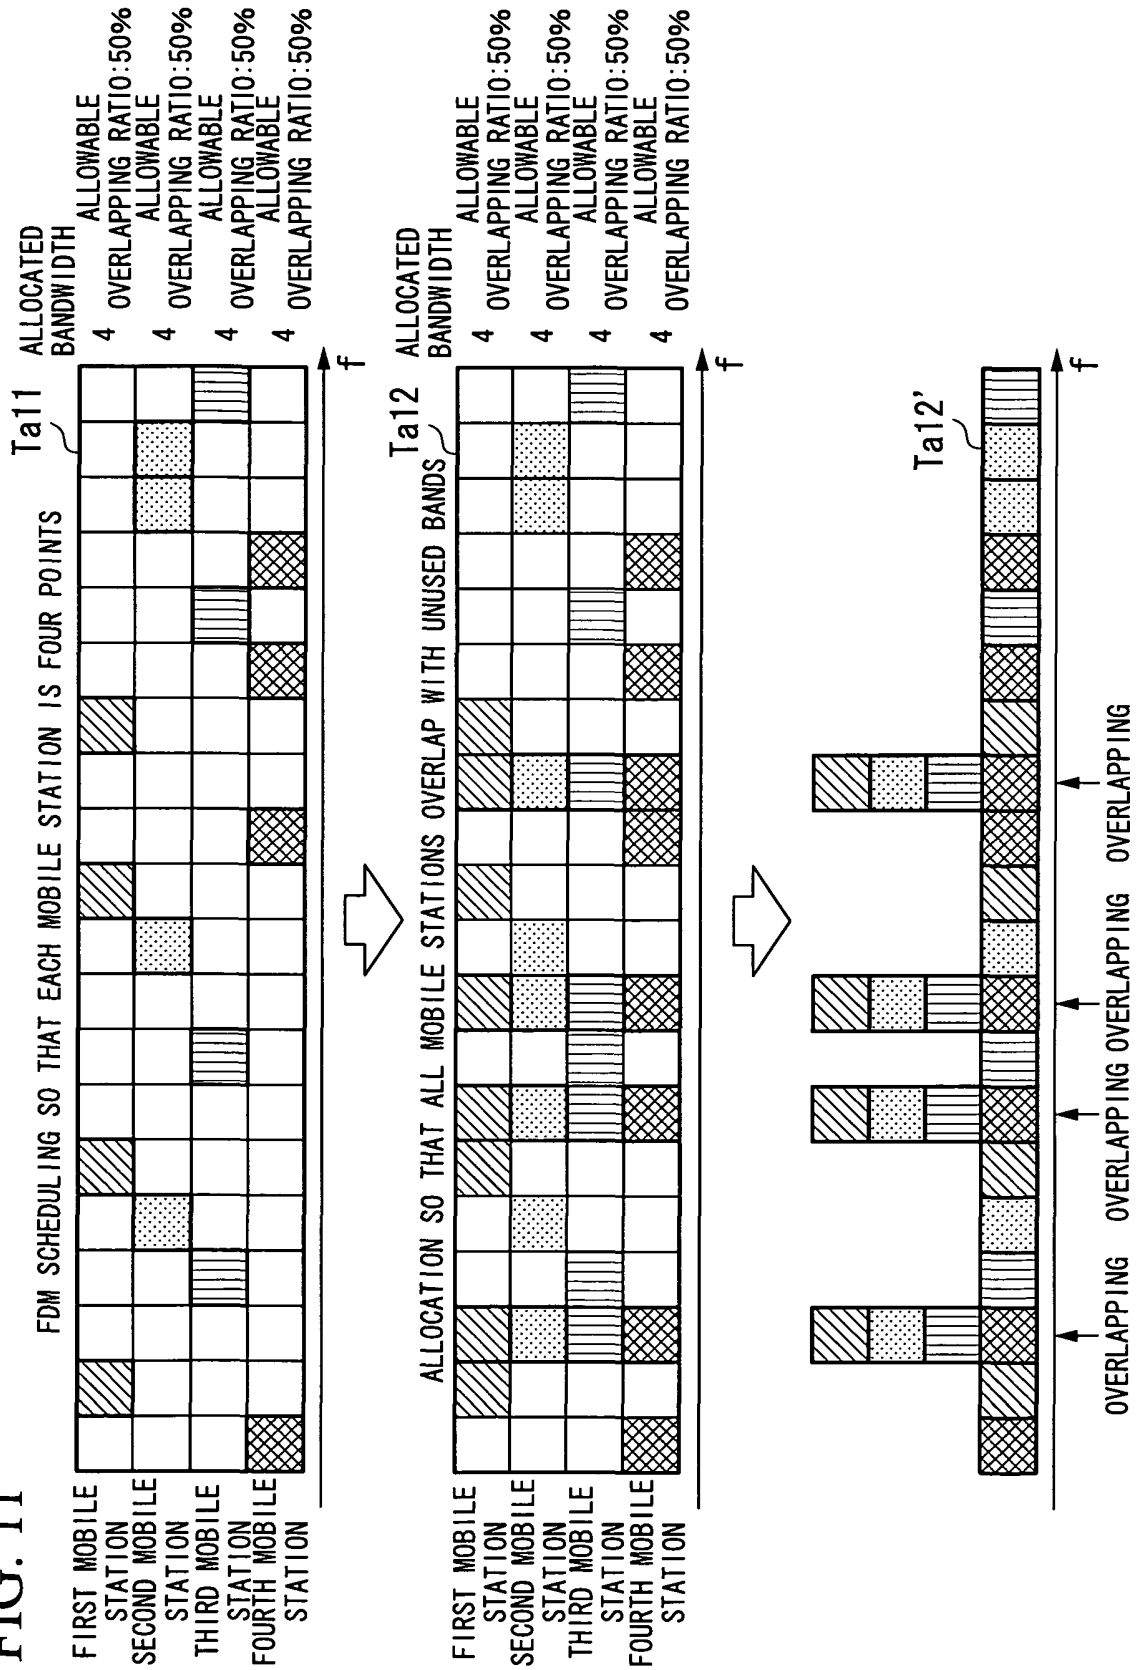 FIG. 11
FDM SCHEDULING SO THAT EACH MOBILE STATION IS FOUR POINTS
Ta11
ALLOCATED
BANDWIDTH
FIRST MOBILE
STATION
4
ALLOWABLE
OVERLAPPING RATIO:50%
SECOND MOBILE
STATION
4
ALLOWABLE
OVERLAPPING RATIO:50%
THIRD MOBILE
STATION
4
ALLOWABLE
OVERLAPPING RATIO:50%
FOURTH MOBILE
STATION
4
ALLOWABLE
OVERLAPPING RATIO:50%
f
ALLOCATION SO THAT ALL MOBILE STATIONS OVERLAP WITH UNUSED BANDS
Ta12
ALLOCATED
BANDWIDTH
FIRST MOBILE
STATION
4
ALLOWABLE
OVERLAPPING RATIO:50%
SECOND MOBILE
STATION
4
ALLOWABLE
OVERLAPPING RATIO:50%
THIRD MOBILE
STATION
4
ALLOWABLE
OVERLAPPING RATIO:50%
FOURTH MOBILE
STATION
4
ALLOWABLE
OVERLAPPING RATIO:50%
f
Ta12'
f
OVERLAPPING OVERLAPPING OVERLAPPING OVERLAPPING